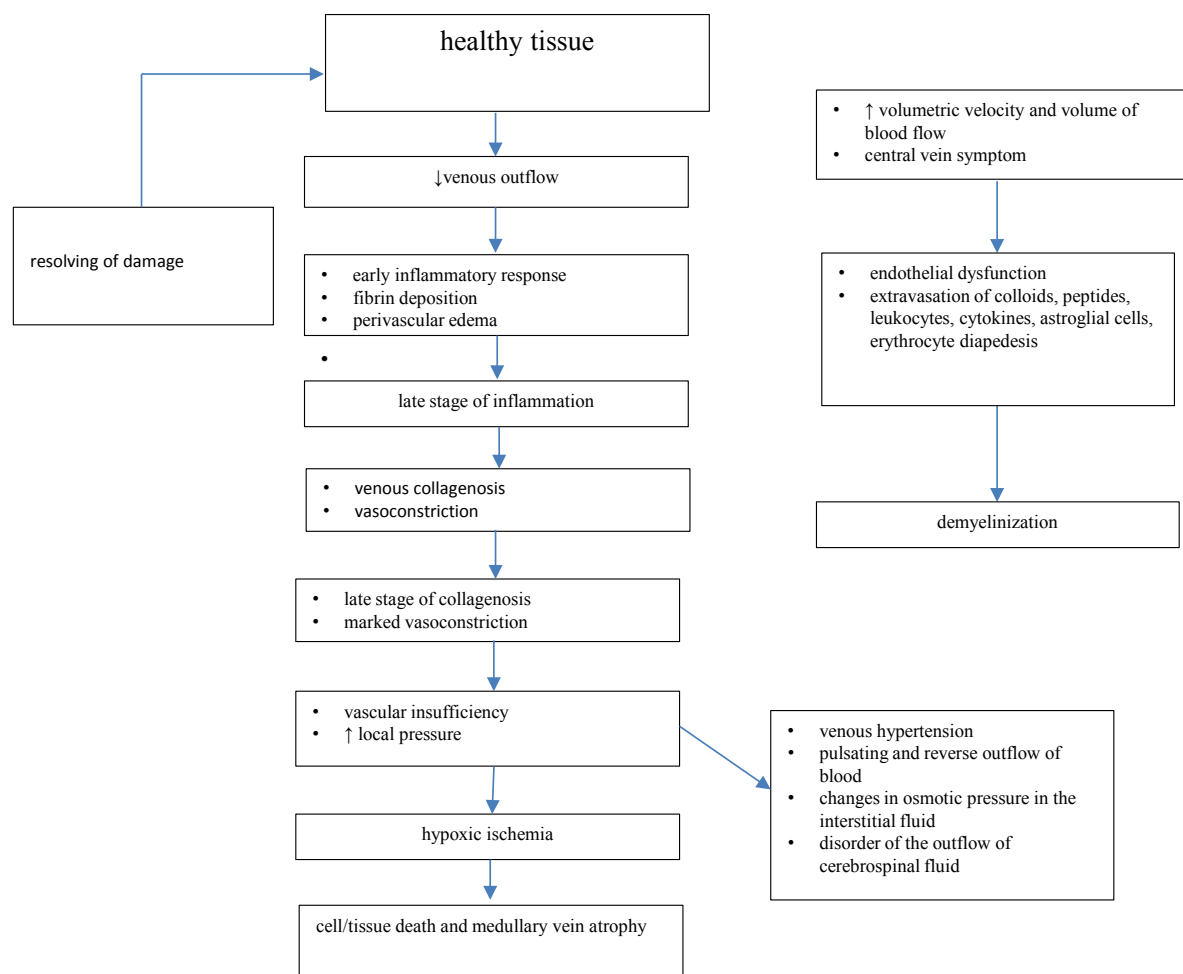 healthy tissue
↓venous outflow
resolving of damage
• early inflammatory response
• fibrin deposition
• perivascular edema
•
late stage of inflammation
• venous collagenosis
• vasoconstriction
• late stage of collagenosis
• marked vasoconstriction
• vascular insufficiency
• ↑ local pressure
hypoxic ischemia
cell/tissue death and medullary vein atrophy
• venous hypertension
• pulsating and reverse outflow of
blood
• changes in osmotic pressure in the
interstitial fluid
• disorder of the outflow of
cerebrospinal fluid
• ↑ volumetric velocity and volume of
blood flow
• central vein symptom
• endothelial dysfunction
• extravasation of colloids, peptides,
leukocytes, cytokines, astroglial cells,
erythrocyte diapedesis
demyelinization